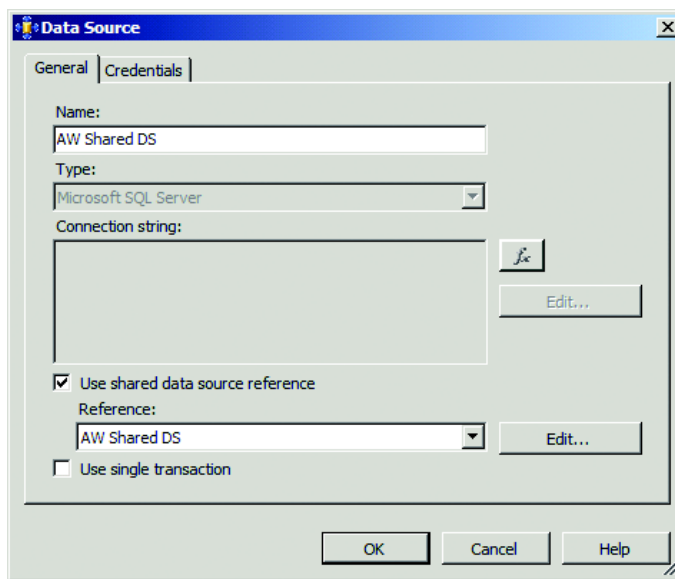 Data Source
General
Credentials
Name:
AW Shared DS
Type:
Microsoft SQL Server
Connection string:
fx
Edit...
Use shared data source reference
Reference:
AW Shared DS
Edit...
Use single transaction
OK
Cancel
Help